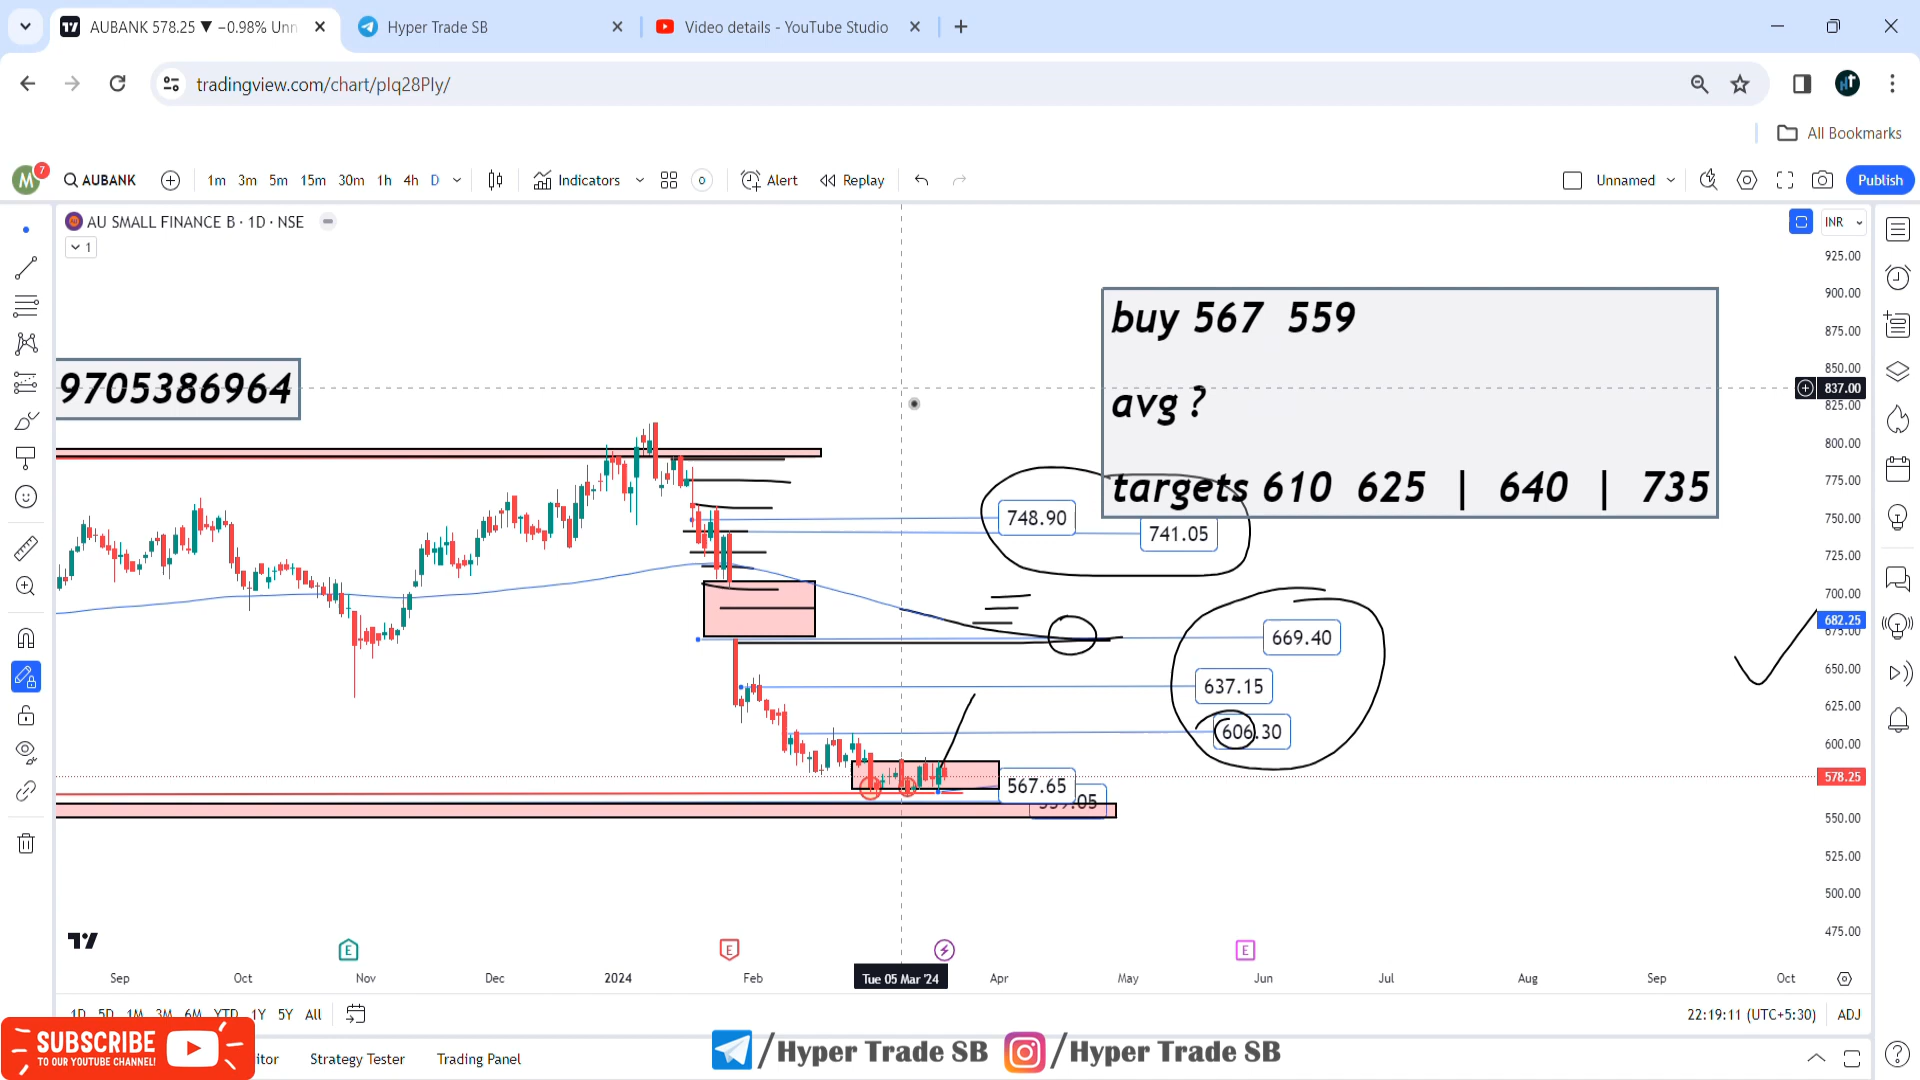 AUBANK 578.25 ▼ −0.98% Unn
Hyper Trade SB
Video details - YouTube Studio
tradingview.com/chart/pIq28PIy/
All Bookmarks
M 7 AUBANK 1m 3m 5m 15m 30m 1h 4h D Indicators Alert Replay Unnamed Publish
AU SMALL FINANCE B · 1D · NSE
INR
1
925.00
900.00
buy 567 559
875.00
850.00
9705386964
837.00
avg ?
825.00
800.00
775.00
targets 610 625 | 640 | 735
748.90
750.00
741.05
725.00
700.00
682.25
669.40
650.00
637.15
625.00
606.30
600.00
578.25
567.65
550.00
525.00
500.00
475.00
E E E
Sep Oct Nov Dec 2024 Feb Tue 05 Mar '24 Apr May Jun Jul Aug Sep Oct
1D 5D 1M 3M 6M YTD 1Y 5Y All
22:19:11 (UTC+5:30) ADJ
SUBSCRIBE
TO OUR YOUTUBE CHANNEL!
itor Strategy Tester Trading Panel
/Hyper Trade SB /Hyper Trade SB